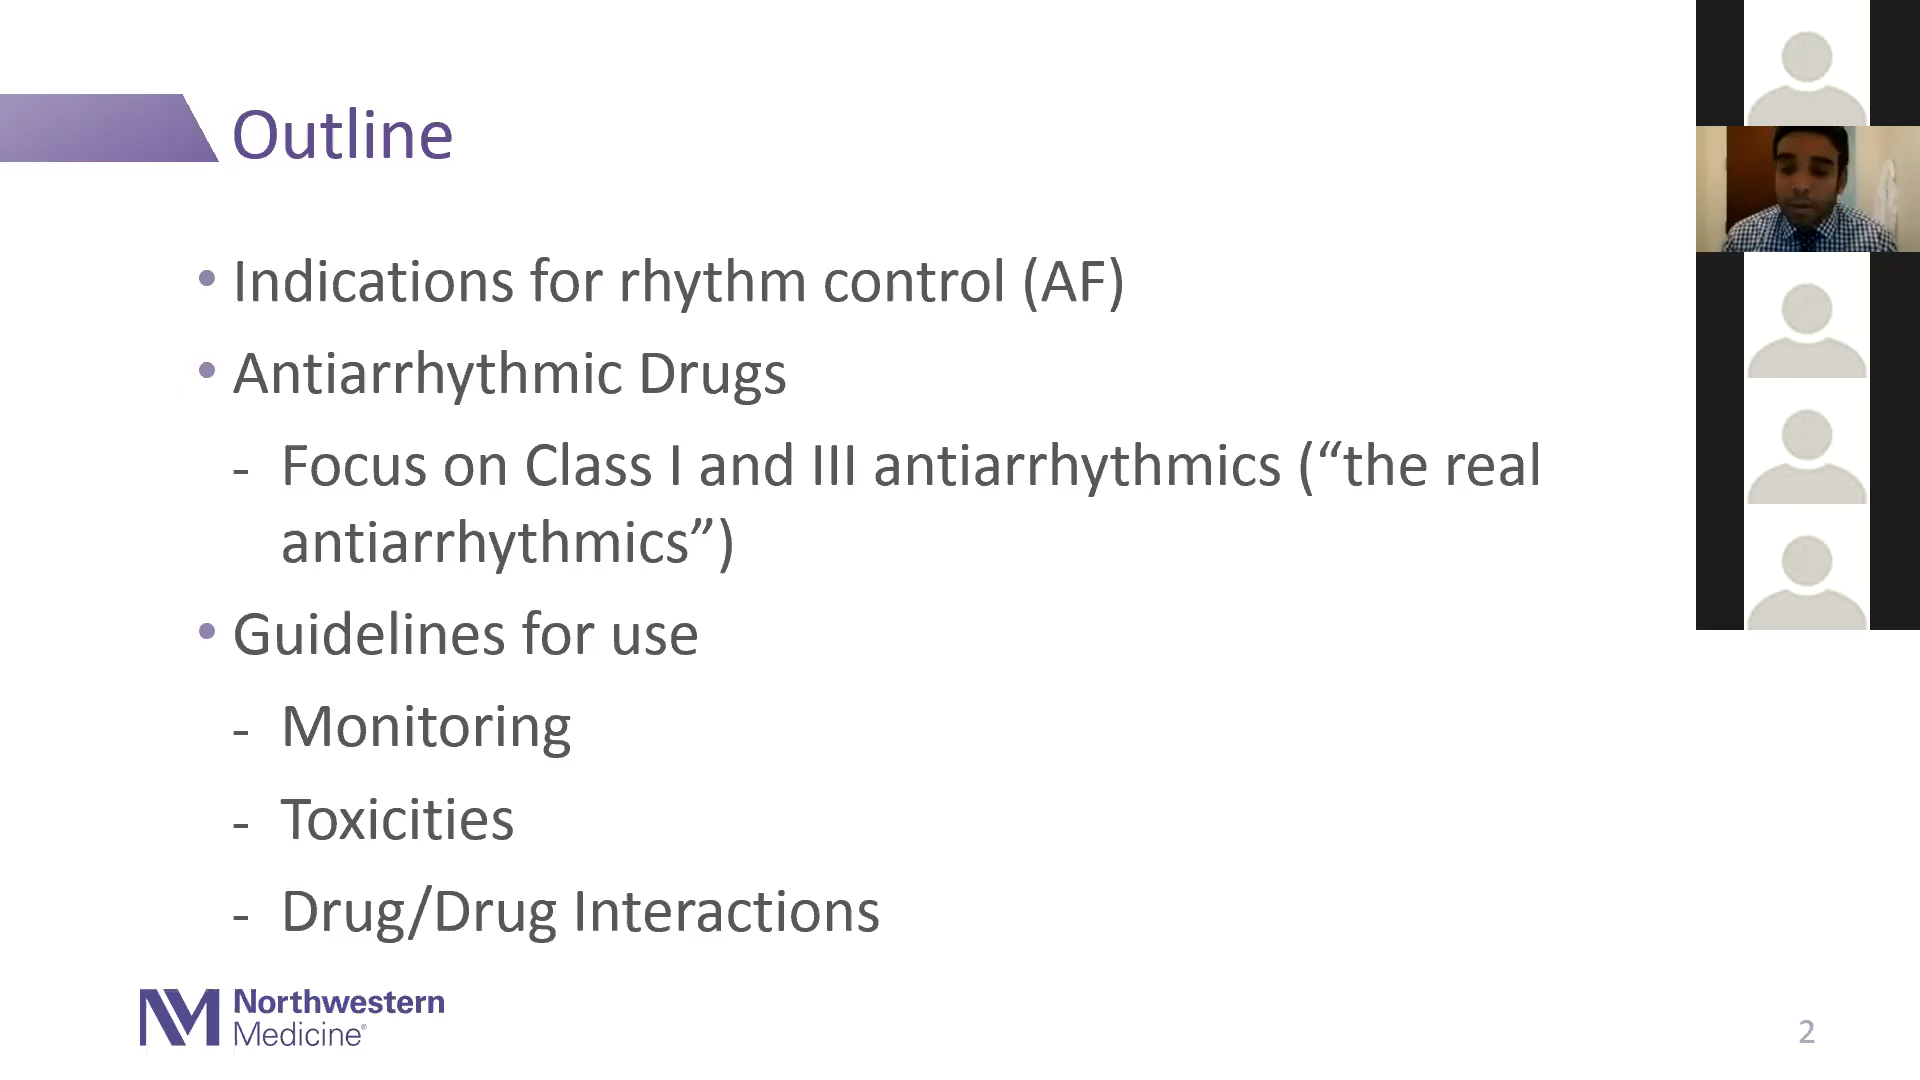 Outline
• Indications for rhythm control (AF)
• Antiarrhythmic Drugs
- Focus on Class I and III antiarrhythmics (“the real
antiarrhythmics”)
• Guidelines for use
- Monitoring
- Toxicities
- Drug/Drug Interactions
NM Northwestern
Medicine®
2